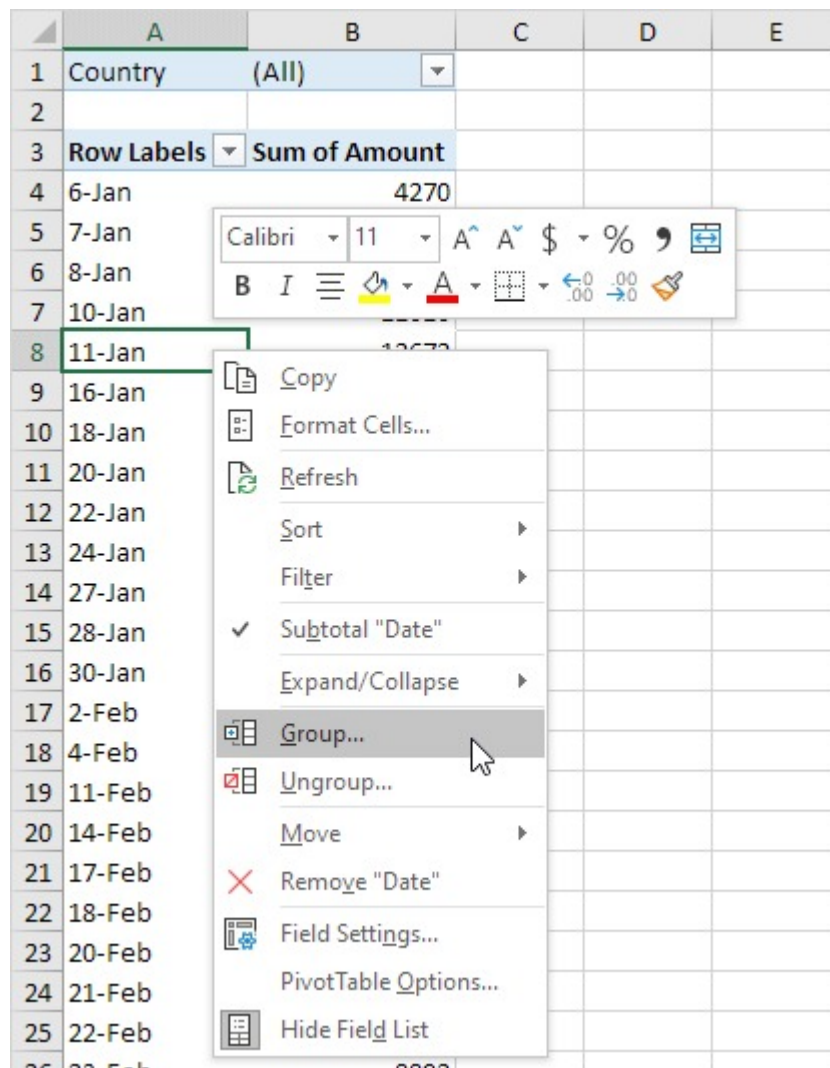 A B C D E
1 Country (All)
2
3 Row Labels Sum of Amount
4 6-Jan 4270
5 7-Jan
Calibri 11 A A $ % ,
6 8-Jan
B I A .0 .00 .00 .0
7 10-Jan
8 11-Jan
Copy
9 16-Jan
Format Cells...
10 18-Jan
11 20-Jan
Refresh
12 22-Jan
Sort
13 24-Jan
Filter
14 27-Jan
15 28-Jan
Subtotal "Date"
16 30-Jan
Expand/Collapse
17 2-Feb
Group...
18 4-Feb
Ungroup...
19 11-Feb
20 14-Feb
Move
21 17-Feb
Remove "Date"
22 18-Feb
Field Settings...
23 20-Feb
24 21-Feb
PivotTable Options...
25 22-Feb
Hide Field List